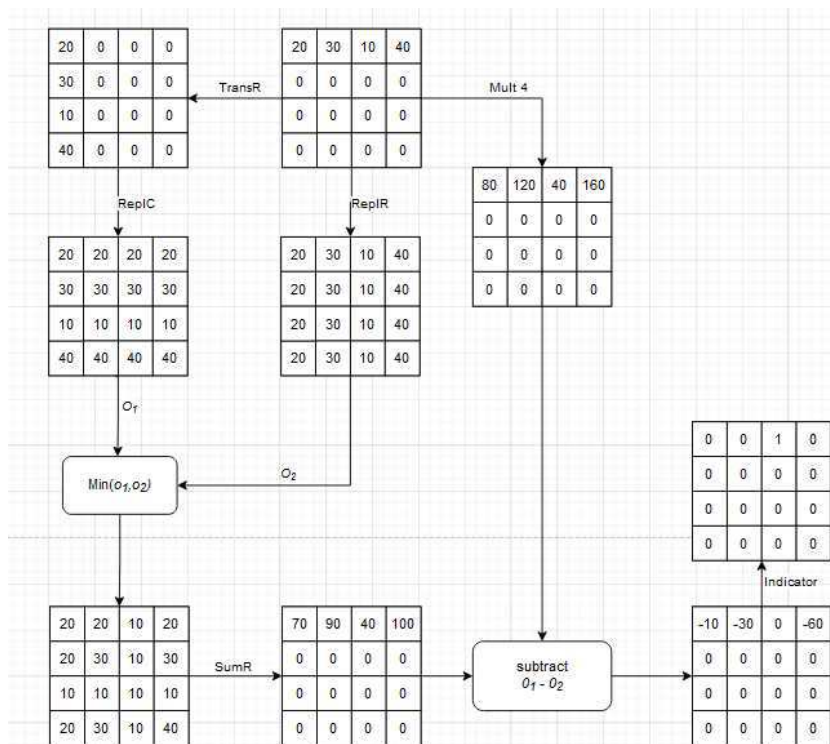 20 0 0 0
30 0 0 0
10 0 0 0
40 0 0 0
TransR
20 30 10 40
0 0 0 0
0 0 0 0
0 0 0 0
Mult 4
80 120 40 160
0 0 0 0
0 0 0 0
0 0 0 0
ReplC
ReplR
20 20 20 20
30 30 30 30
10 10 10 10
40 40 40 40
20 30 10 40
20 30 10 40
20 30 10 40
20 30 10 40
O1
O2
Min(o1,o2)
20 20 10 20
20 30 10 30
10 10 10 10
20 30 10 40
SumR
70 90 40 100
0 0 0 0
0 0 0 0
0 0 0 0
subtract
O1 - O2
-10 -30 0 -60
0 0 0 0
0 0 0 0
0 0 0 0
Indicator
0 0 1 0
0 0 0 0
0 0 0 0
0 0 0 0